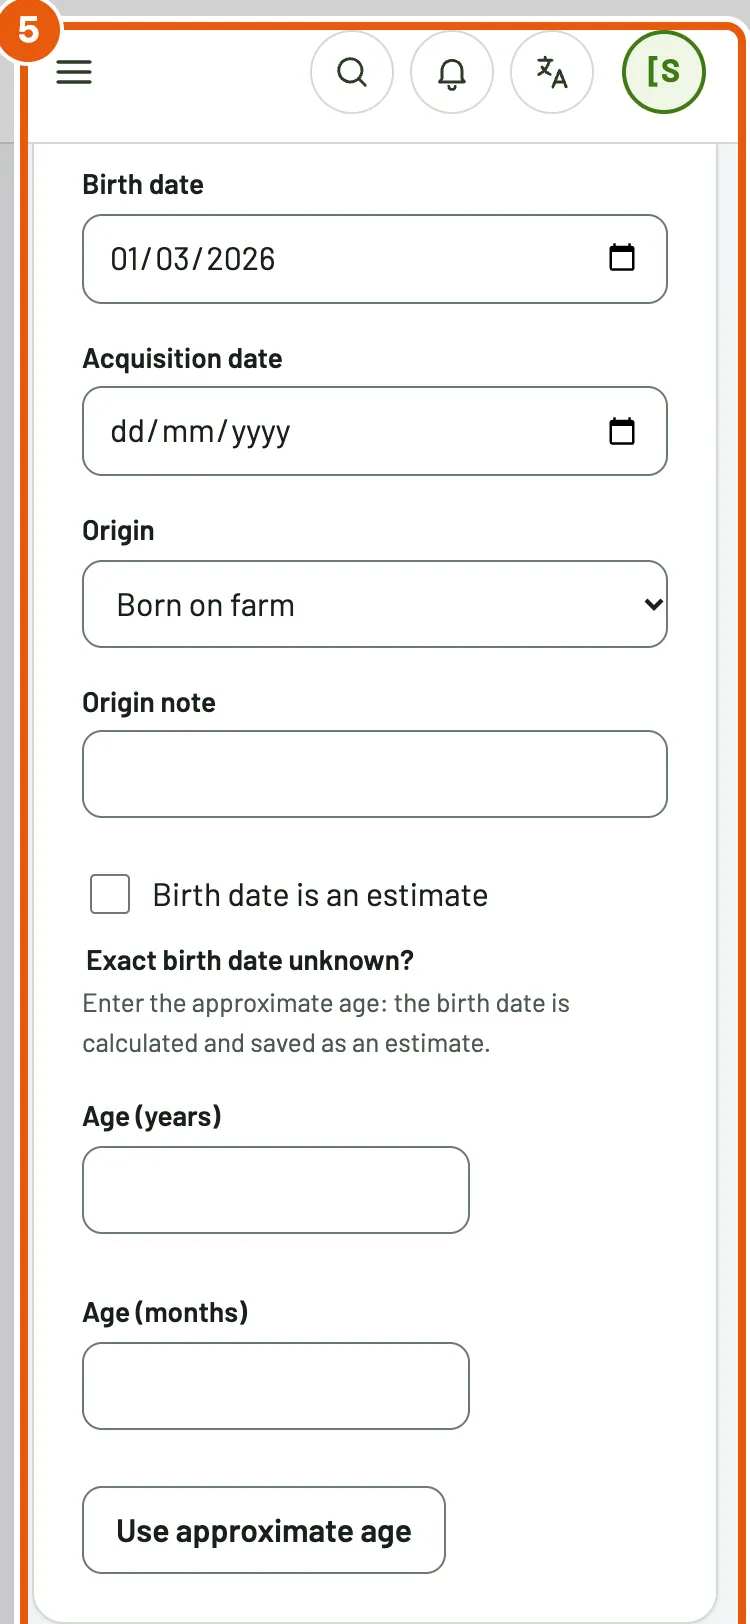 5
[S
Birth date
01/03/2026
Acquisition date
dd/mm/yyyy
Origin
Born on farm
Origin note
Birth date is an estimate
Exact birth date unknown?
Enter the approximate age: the birth date is
calculated and saved as an estimate.
Age (years)
Age (months)
Use approximate age